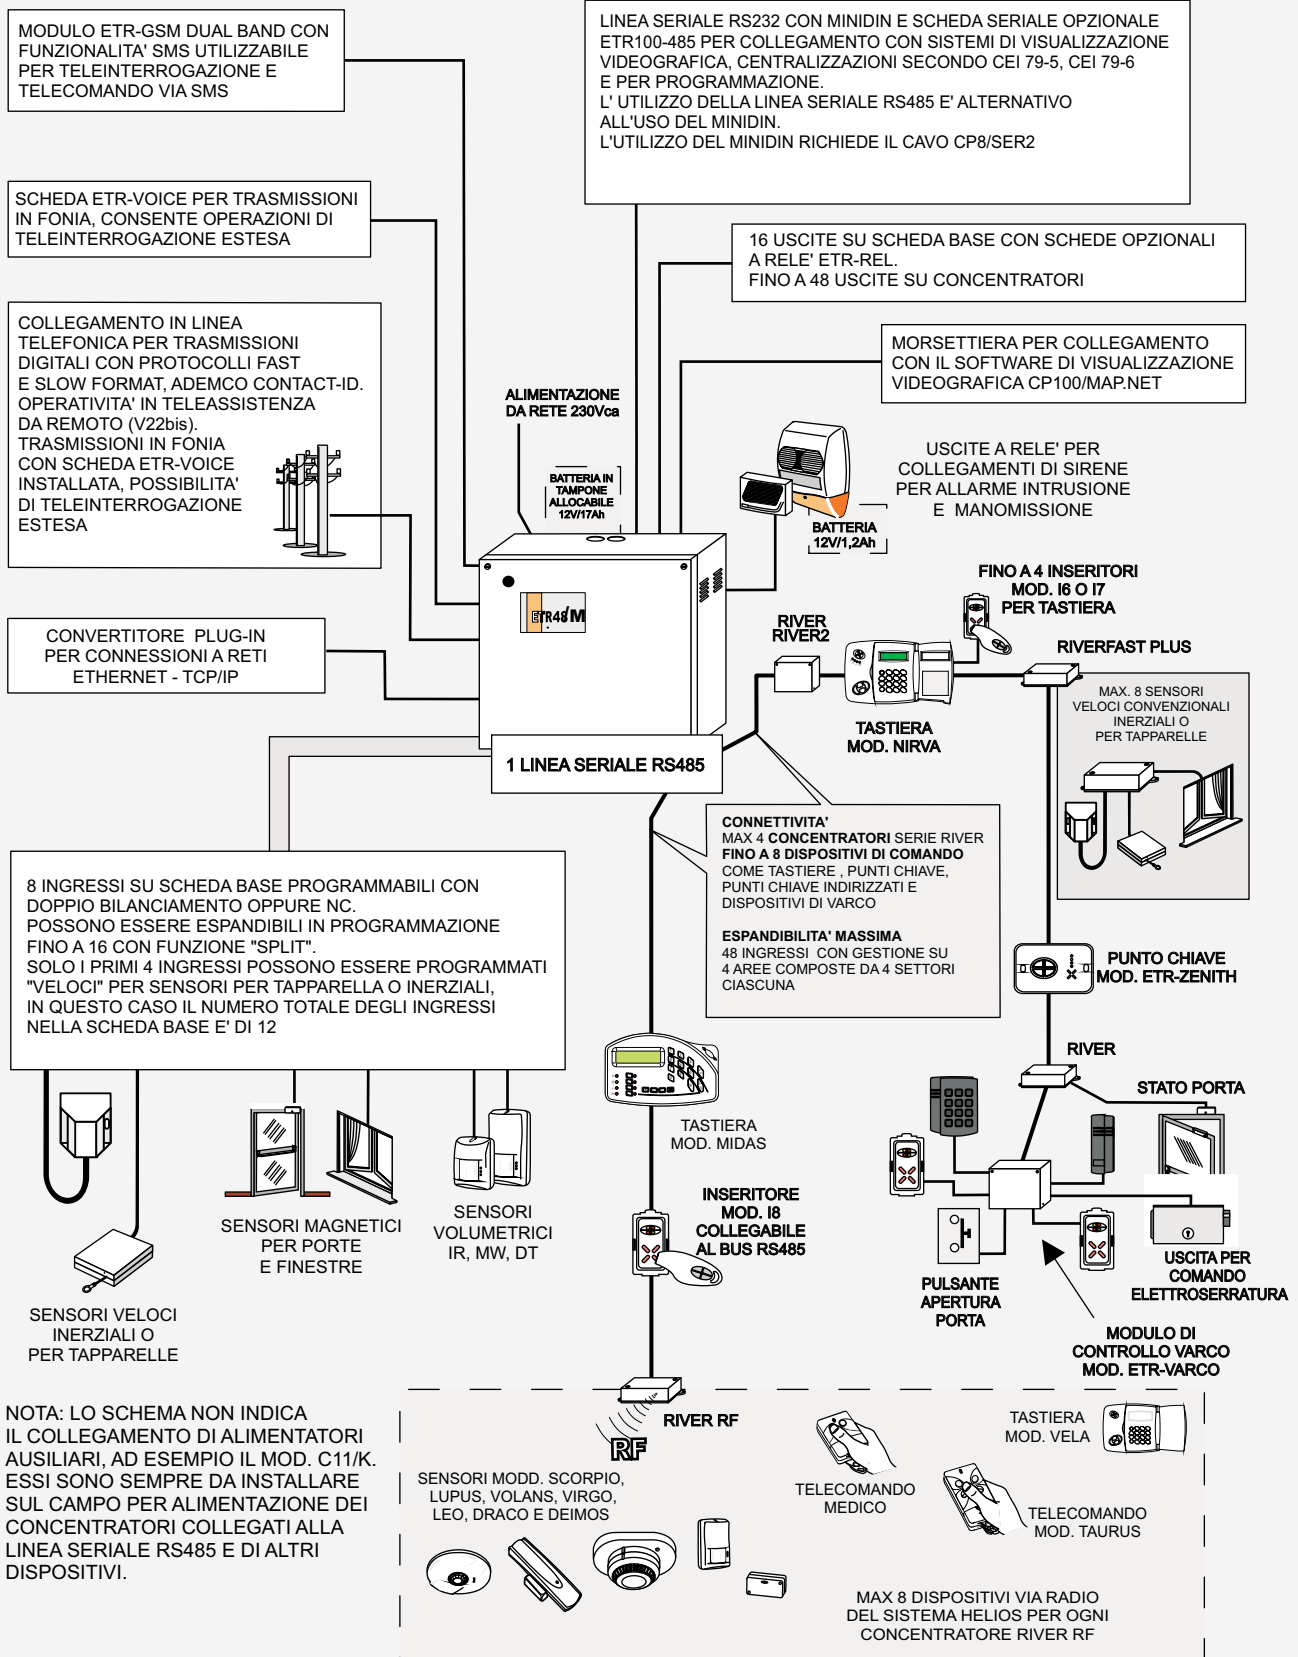 MODULO ETR-GSM DUAL BAND CON
FUNZIONALITA' SMS UTILIZZABILE
PER TELEINTERROGAZIONE E
TELECOMANDO VIA SMS
LINEA SERIALE RS232 CON MINIDIN E SCHEDA SERIALE OPZIONALE
ETR100-485 PER COLLEGAMENTO CON SISTEMI DI VISUALIZZAZIONE
VIDEOGRAFICA, CENTRALIZZAZIONI SECONDO CEI 79-5, CEI 79-6
E PER PROGRAMMAZIONE.
L' UTILIZZO DELLA LINEA SERIALE RS485 E' ALTERNATIVO
ALL'USO DEL MINIDIN.
L'UTILIZZO DEL MINIDIN RICHIEDE IL CAVO CP8/SER2
SCHEDA ETR-VOICE PER TRASMISSIONI
IN FONIA, CONSENTE OPERAZIONI DI
TELEINTERROGAZIONE ESTESA
16 USCITE SU SCHEDA BASE CON SCHEDE OPZIONALI
A RELE' ETR-REL.
FINO A 48 USCITE SU CONCENTRATORI
COLLEGAMENTO IN LINEA
TELEFONICA PER TRASMISSIONI
DIGITALI CON PROTOCOLLI FAST
E SLOW FORMAT, ADEMCO CONTACT-ID.
OPERATIVITA' IN TELEASSISTENZA
DA REMOTO (V22bis).
TRASMISSIONI IN FONIA
CON SCHEDA ETR-VOICE
INSTALLATA, POSSIBILITA'
DI TELEINTERROGAZIONE
ESTESA
MORSETTIERA PER COLLEGAMENTO
CON IL SOFTWARE DI VISUALIZZAZIONE
VIDEOGRAFICA CP100/MAP.NET
ALIMENTAZIONE
DA RETE 230Vca
BATTERIA IN
TAMPONE
ALLOCABILE
12V/17Ah
USCITE A RELE' PER
COLLEGAMENTI DI SIRENE
PER ALLARME INTRUSIONE
E MANOMISSIONE
BATTERIA
12V/1,2Ah
ETR48/M
FINO A 4 INSERITORI
MOD. I6 O I7
PER TASTIERA
RIVER
RIVER2
RIVERFAST PLUS
CONVERTITORE PLUG-IN
PER CONNESSIONI A RETI
ETHERNET - TCP/IP
TASTIERA
MOD. NIRVA
MAX. 8 SENSORI
VELOCI CONVENZIONALI
INERZIALI O
PER TAPPARELLE
1 LINEA SERIALE RS485
CONNETTIVITA'
MAX 4 CONCENTRATORI SERIE RIVER
FINO A 8 DISPOSITIVI DI COMANDO
COME TASTIERE , PUNTI CHIAVE,
PUNTI CHIAVE INDIRIZZATI E
DISPOSITIVI DI VARCO
ESPANDIBILITA' MASSIMA
48 INGRESSI CON GESTIONE SU
4 AREE COMPOSTE DA 4 SETTORI
CIASCUNA
8 INGRESSI SU SCHEDA BASE PROGRAMMABILI CON
DOPPIO BILANCIAMENTO OPPURE NC.
POSSONO ESSERE ESPANDIBILI IN PROGRAMMAZIONE
FINO A 16 CON FUNZIONE "SPLIT".
SOLO I PRIMI 4 INGRESSI POSSONO ESSERE PROGRAMMATI
"VELOCI" PER SENSORI PER TAPPARELLA O INERZIALI,
IN QUESTO CASO IL NUMERO TOTALE DEGLI INGRESSI
NELLA SCHEDA BASE E' DI 12
PUNTO CHIAVE
MOD. ETR-ZENITH
RIVER
STATO PORTA
TASTIERA
MOD. MIDAS
SENSORI MAGNETICI
PER PORTE
E FINESTRE
SENSORI
VOLUMETRICI
IR, MW, DT
INSERITORE
MOD. I8
COLLEGABILE
AL BUS RS485
PULSANTE
APERTURA
PORTA
USCITA PER
COMANDO
ELETTROSERRATURA
SENSORI VELOCI
INERZIALI O
PER TAPPARELLE
MODULO DI
CONTROLLO VARCO
MOD. ETR-VARCO
NOTA: LO SCHEMA NON INDICA
IL COLLEGAMENTO DI ALIMENTATORI
AUSILIARI, AD ESEMPIO IL MOD. C11/K.
ESSI SONO SEMPRE DA INSTALLARE
SUL CAMPO PER ALIMENTAZIONE DEI
CONCENTRATORI COLLEGATI ALLA
LINEA SERIALE RS485 E DI ALTRI
DISPOSITIVI.
RIVER RF
RF
SENSORI MODD. SCORPIO,
LUPUS, VOLANS, VIRGO,
LEO, DRACO E DEIMOS
TELECOMANDO
MEDICO
TASTIERA
MOD. VELA
TELECOMANDO
MOD. TAURUS
MAX 8 DISPOSITIVI VIA RADIO
DEL SISTEMA HELIOS PER OGNI
CONCENTRATORE RIVER RF